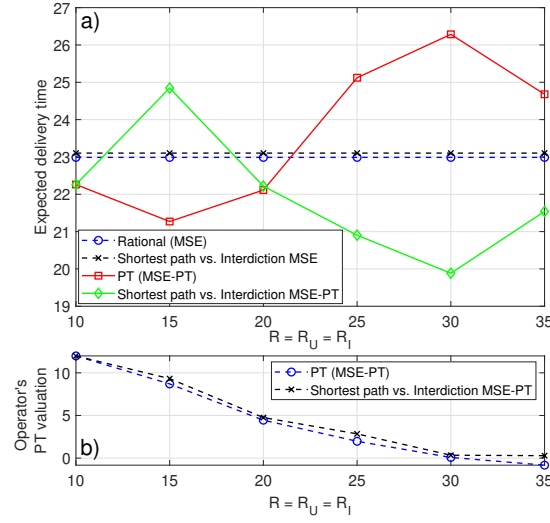 27
26
25
24
23
22
21
20
19
a)
Expected delivery time
Rational (MSE)
Shortest path vs. Interdiction MSE
PT (MSE-PT)
Shortest path vs. Interdiction MSE-PT
10 15 20 25 30 35
R = R_U = R_I
10
5
0
Operator's
PT valuation
PT (MSE-PT)
Shortest path vs. Interdiction MSE-PT
b)
10 15 20 25 30 35
R = R_U = R_I